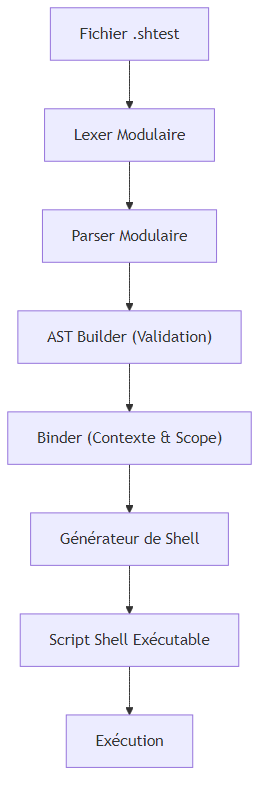 Fichier .shtest
Lexer Modulaire
Parser Modulaire
AST Builder (Validation)
Binder (Contexte & Scope)
Générateur de Shell
Script Shell Exécutable
Exécution